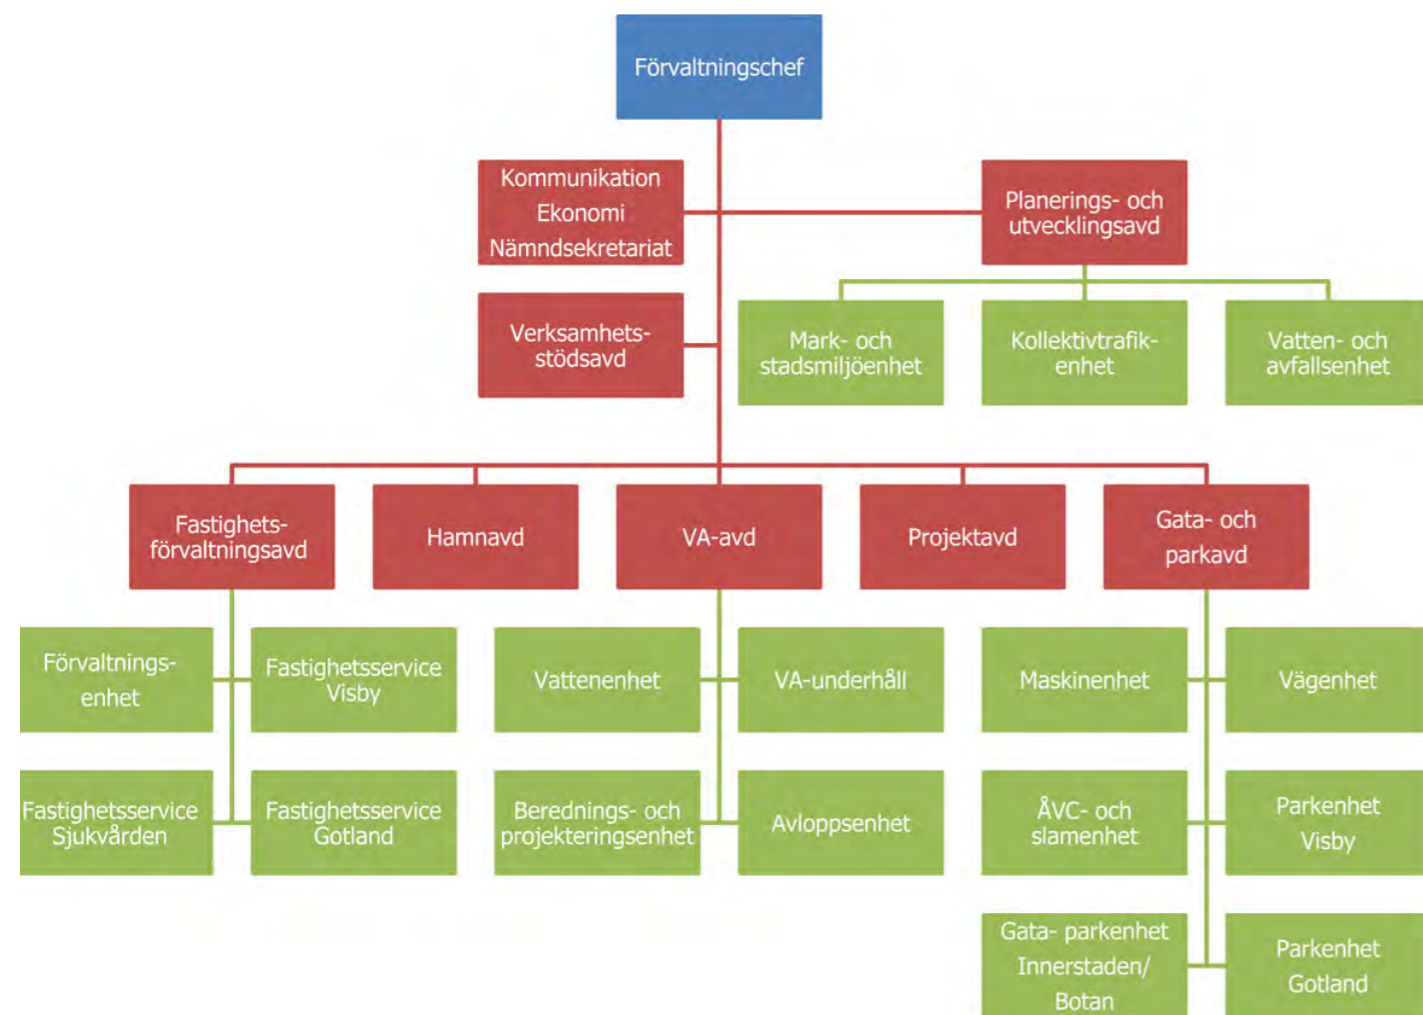 Förvaltningschef
Kommunikation
Ekonomi
Nämndsekretariat
Planerings- och
utvecklingsavd
Verksamhets-
stödsavd
Mark- och
stadsmiljöenhet
Kollektivtrafik-
enhet
Vatten- och
avfallsenhet
Fastighets-
förvaltningsavd
Hamnavd
VA-avd
Projektavd
Gata- och
parkavd
Förvaltnings-
enhet
Fastighetsservice
Visby
Vattenenhet
VA-underhåll
Maskinenhet
Vägenhet
Fastighetsservice
Sjukvården
Fastighetsservice
Gotland
Berednings- och
projekteringsenhet
Avloppsenhet
ÅVC- och
slamenhet
Parkenhet
Visby
Gata- parkenhet
Innerstaden/
Botan
Parkenhet
Gotland